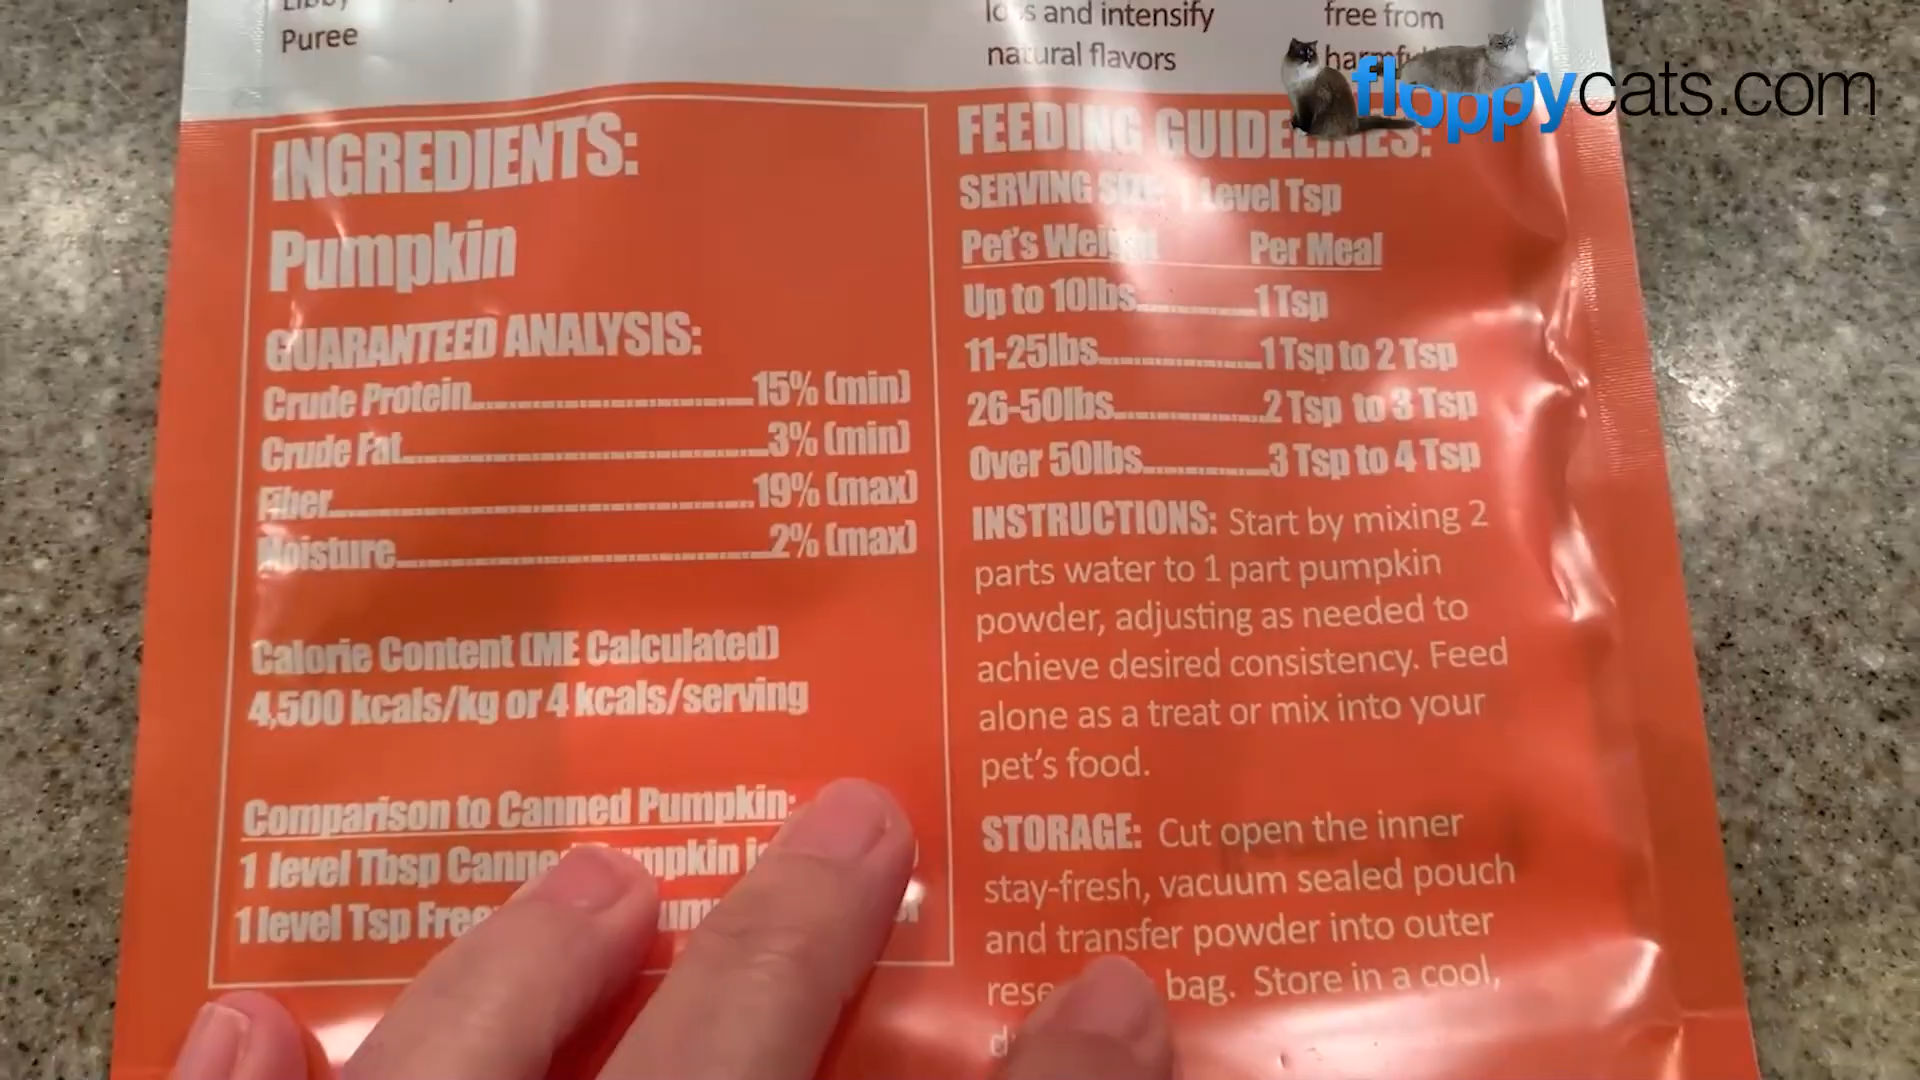 Puree
loss and intensify
natural flavors
free from
floppycats.com
INGREDIENTS:
Pumpkin
GUARANTEED ANALYSIS:
Crude Protein 15% (min)
Crude Fat 3% (min)
Fiber 19% (max)
Moisture 2% (max)
Calorie Content (ME Calculated)
4,500 kcals/kg or 4 kcals/serving
Comparison to Canned Pumpkin:
1 level Tbsp Canned Pumpkin
1 level Tsp
FEEDING GUIDELINES:
SERVING SIZE: 1 Level Tsp
Pet's Weight Per Meal
Up to 10lbs 1 Tsp
11-25lbs 1 Tsp to 2 Tsp
26-50lbs 2 Tsp to 3 Tsp
Over 50lbs 3 Tsp to 4 Tsp
INSTRUCTIONS: Start by mixing 2
parts water to 1 part pumpkin
powder, adjusting as needed to
achieve desired consistency. Feed
alone as a treat or mix into your
pet's food.
STORAGE: Cut open the inner
stay-fresh, vacuum sealed pouch
and transfer powder into outer
bag. Store in a cool,